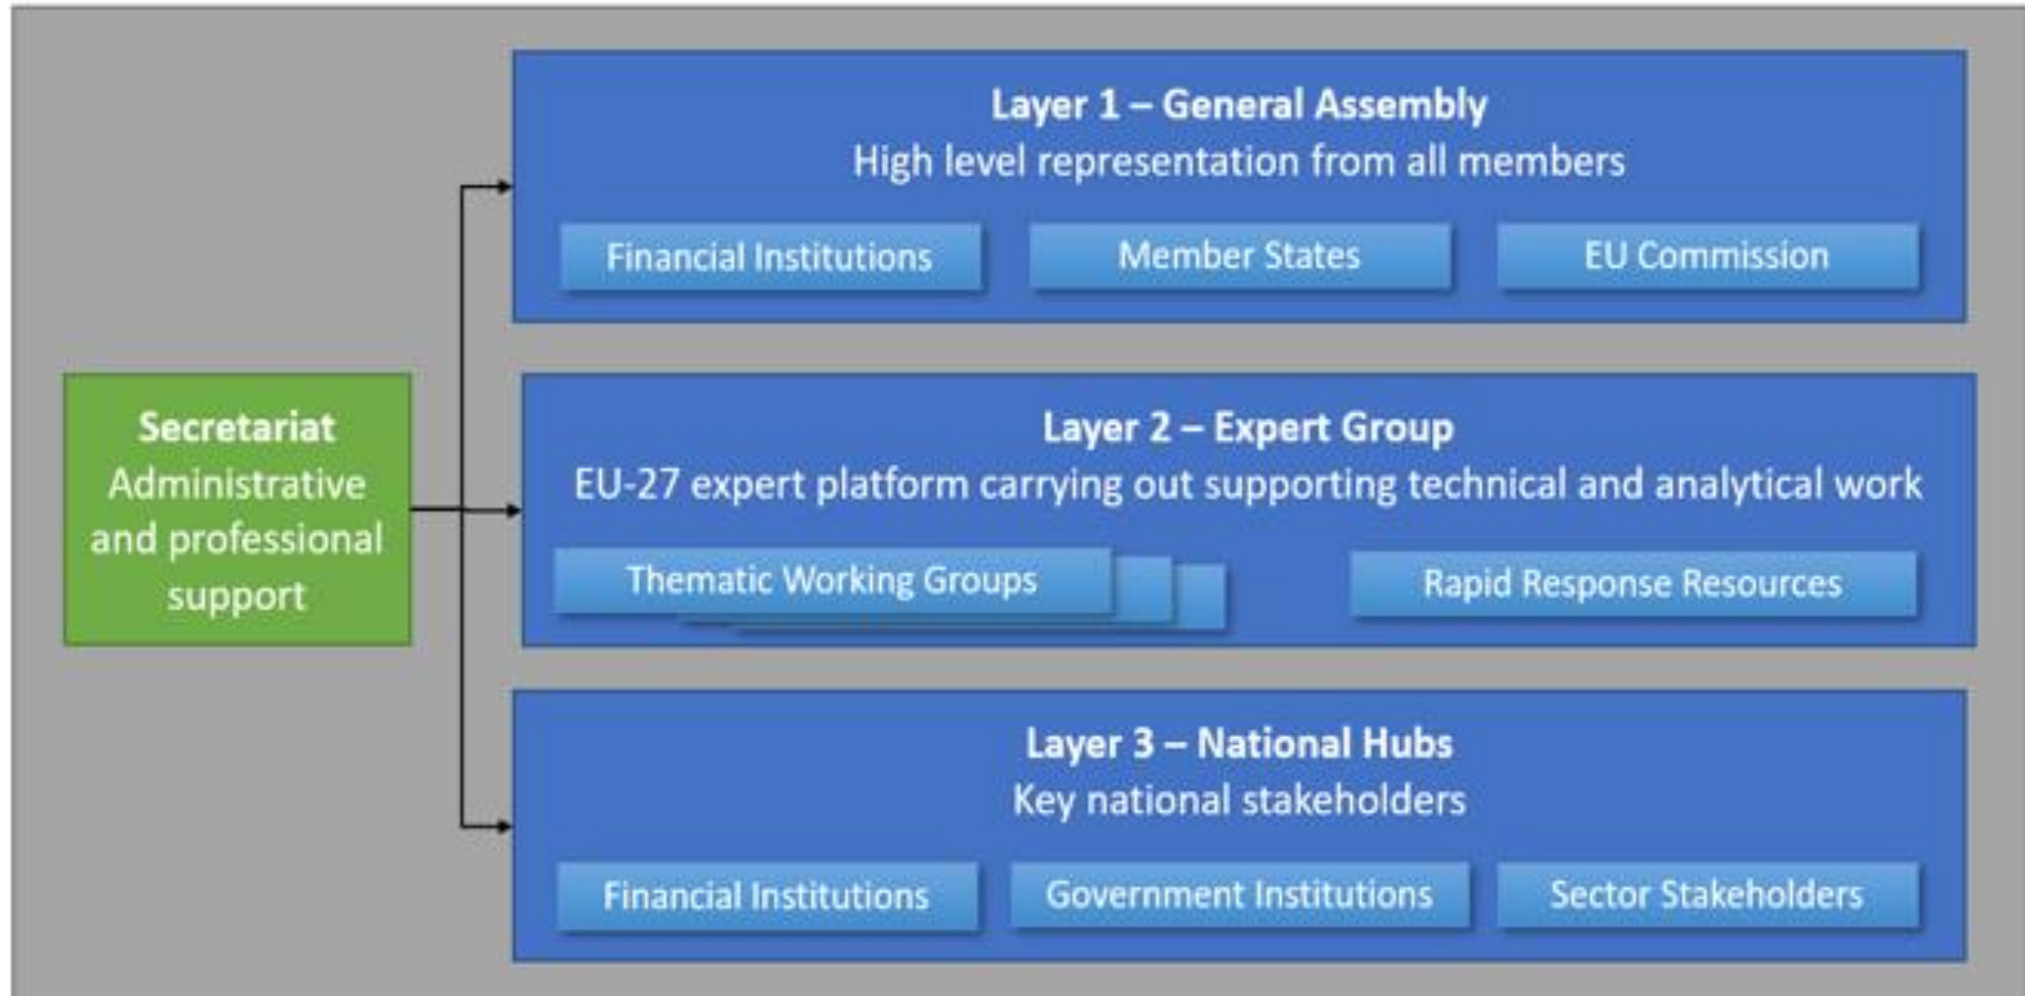 Layer 1 – General Assembly
High level representation from all members
Financial Institutions
Member States
EU Commission
Secretariat
Administrative
and professional
support
Layer 2 – Expert Group
EU-27 expert platform carrying out supporting technical and analytical work
Thematic Working Groups
Rapid Response Resources
Layer 3 – National Hubs
Key national stakeholders
Financial Institutions
Government Institutions
Sector Stakeholders